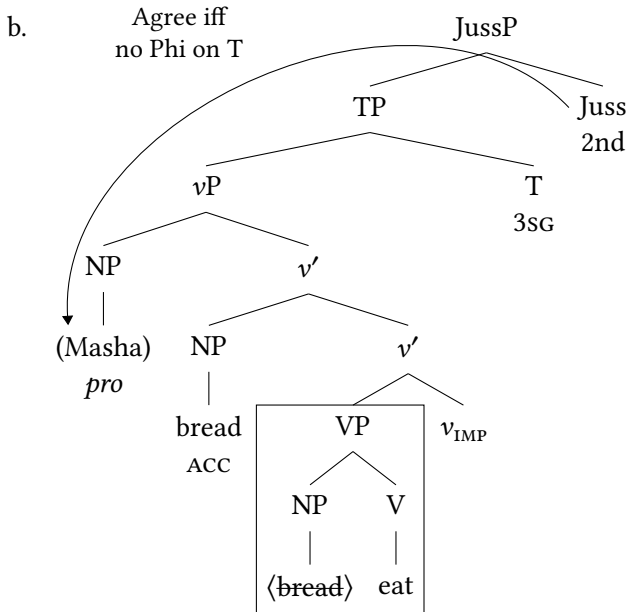 b.
Agree iff
no Phi on T
JussP
TP Juss
2nd
vP T
3SG
NP v′
(Masha) NP v′
pro
bread VP v_IMP
ACC
NP V
⟨bread⟩ eat